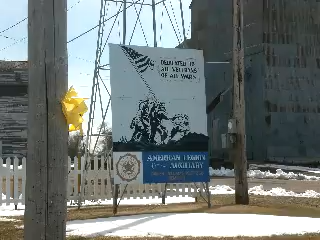 DEDICATED TO
ALL VETERANS
OF ALL WARS
AMERICAN LEGION
AUXILIARY